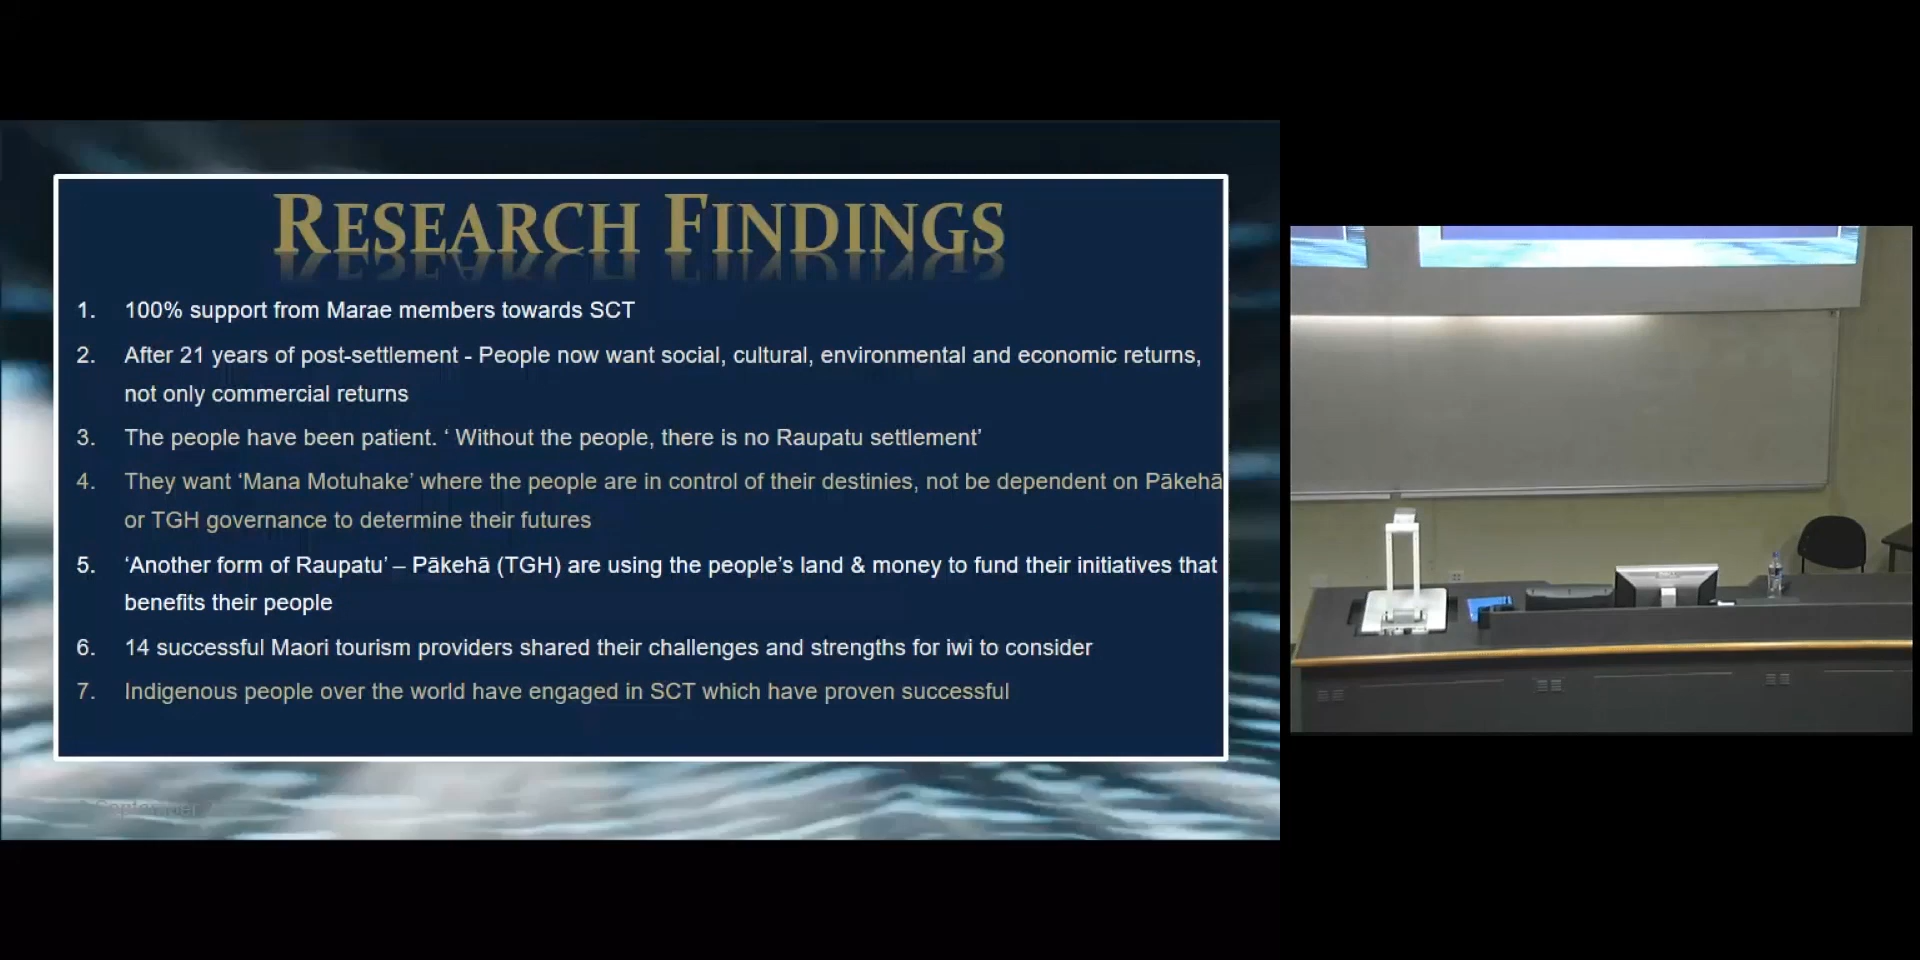 RESEARCH FINDINGS
1. 100% support from Marae members towards SCT
2. After 21 years of post-settlement - People now want social, cultural, environmental and economic returns,
not only commercial returns
3. The people have been patient. ‘ Without the people, there is no Raupatu settlement’
4. They want ‘Mana Motuhake’ where the people are in control of their destinies, not be dependent on Pākehā
or TGH governance to determine their futures
5. ‘Another form of Raupatu’ – Pākehā (TGH) are using the people’s land & money to fund their initiatives that
benefits their people
6. 14 successful Maori tourism providers shared their challenges and strengths for iwi to consider
7. Indigenous people over the world have engaged in SCT which have proven successful
September